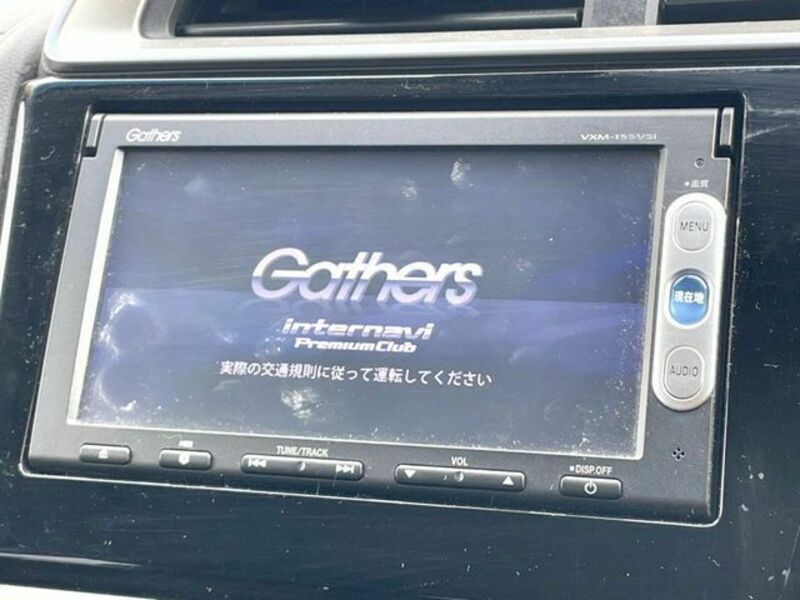 Gathers
VXM-155VSi
画質
MENU
現在地
AUDIO
Gathers
internavi
Premium Club
実際の交通規則に従って運転してください
TUNE/TRACK
VOL
DISP.OFF